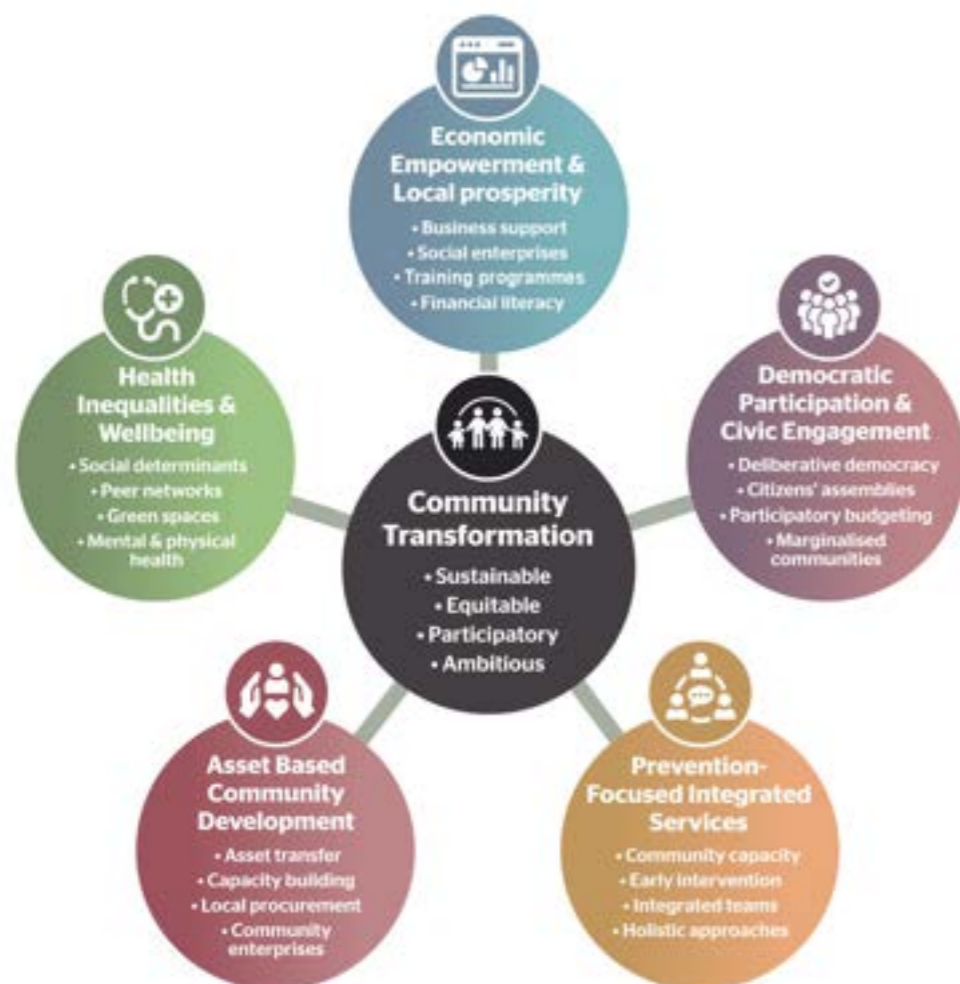 Economic
Empowerment &
Local prosperity
• Business support
• Social enterprises
• Training programmes
• Financial literacy
Health
Inequalities &
Wellbeing
• Social determinants
• Peer networks
• Green spaces
• Mental & physical
health
Democratic
Participation &
Civic Engagement
• Deliberative democracy
• Citizens' assemblies
• Participatory budgeting
• Marginalised
communities
Community
Transformation
• Sustainable
• Equitable
• Participatory
• Ambitious
Asset Based
Community
Development
• Asset transfer
• Capacity building
• Local procurement
• Community
enterprises
Prevention-
Focused Integrated
Services
• Community capacity
• Early intervention
• Integrated teams
• Holistic approaches